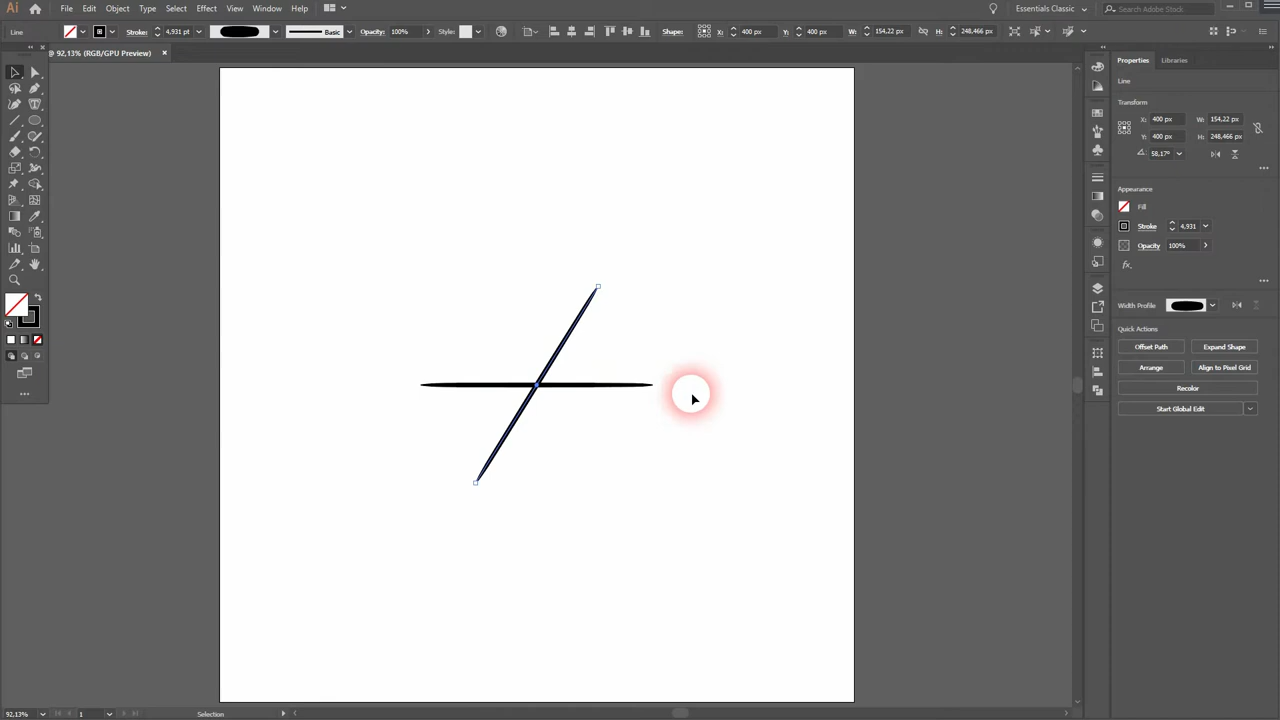 Ai File Edit Object Type Select Effect View Window Help Essentials Classic Search Adobe Stock
Line Stroke: 4,931 pt Basic Opacity: 100% Style: Shape: X: 400 px Y: 400 px W: 154,22 px H: 248,466 px
@ 92,13% (RGB/GPU Preview) ×
Properties Libraries
Line
Transform
X: 400 px W: 154,22 px
Y: 400 px H: 248,466 px
58,17°
Appearance
Fill
Stroke 4,931
Opacity 100%
fx
Width Profile
Quick Actions
Offset Path Expand Shape
Arrange Align to Pixel Grid
Recolor
Start Global Edit
92,13% 1 Selection